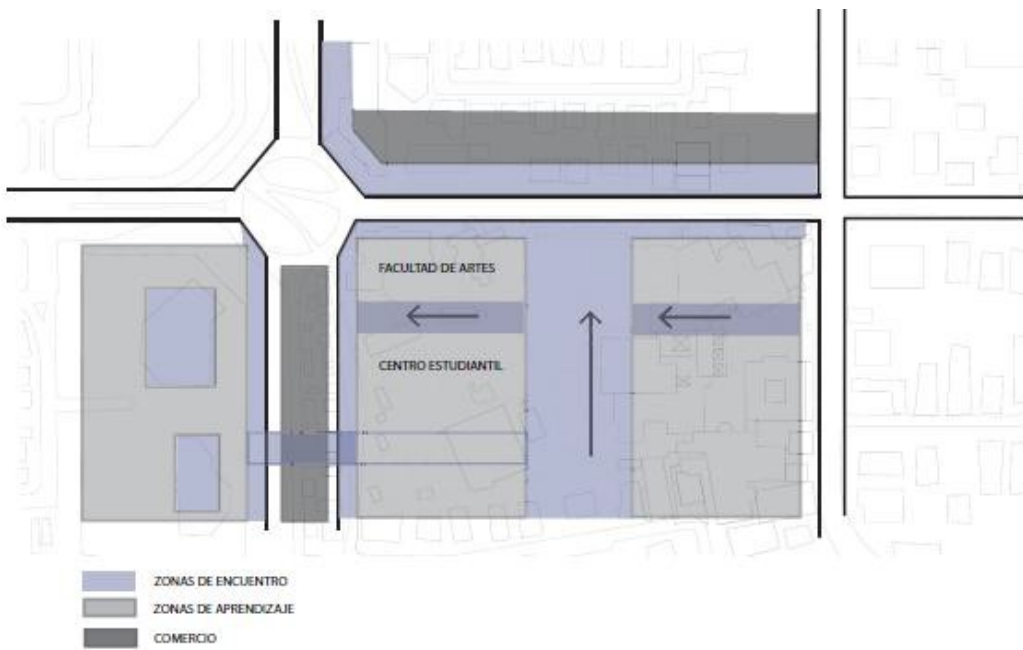 FACULTAD DE ARTES
CENTRO ESTUDIANTIL
ZONAS DE ENCUENTRO
ZONAS DE APRENDIZAJE
COMERCIO